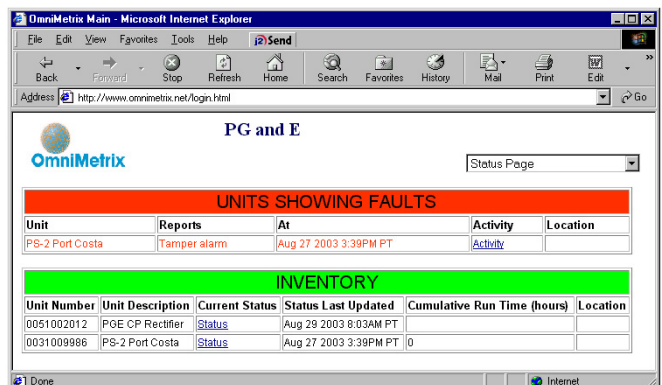 OmniMetrix Main - Microsoft Internet Explorer
File Edit View Favorites Tools Help j2 Send
Back Forward Stop Refresh Home Search Favorites History Mail Print Edit »
Address http://www.omnimetrix.net/login.html Go
PG and E
OmniMetrix
Status Page
UNITS SHOWING FAULTS
Unit Reports At Activity Location
PS-2 Port Costa Tamper alarm Aug 27 2003 3:39PM PT Activity
INVENTORY
Unit Number Unit Description Current Status Status Last Updated Cumulative Run Time (hours) Location
0051002012 PGE CP Rectifier Status Aug 29 2003 8:03AM PT
0031009986 PS-2 Port Costa Status Aug 27 2003 3:39PM PT 0
Done Internet